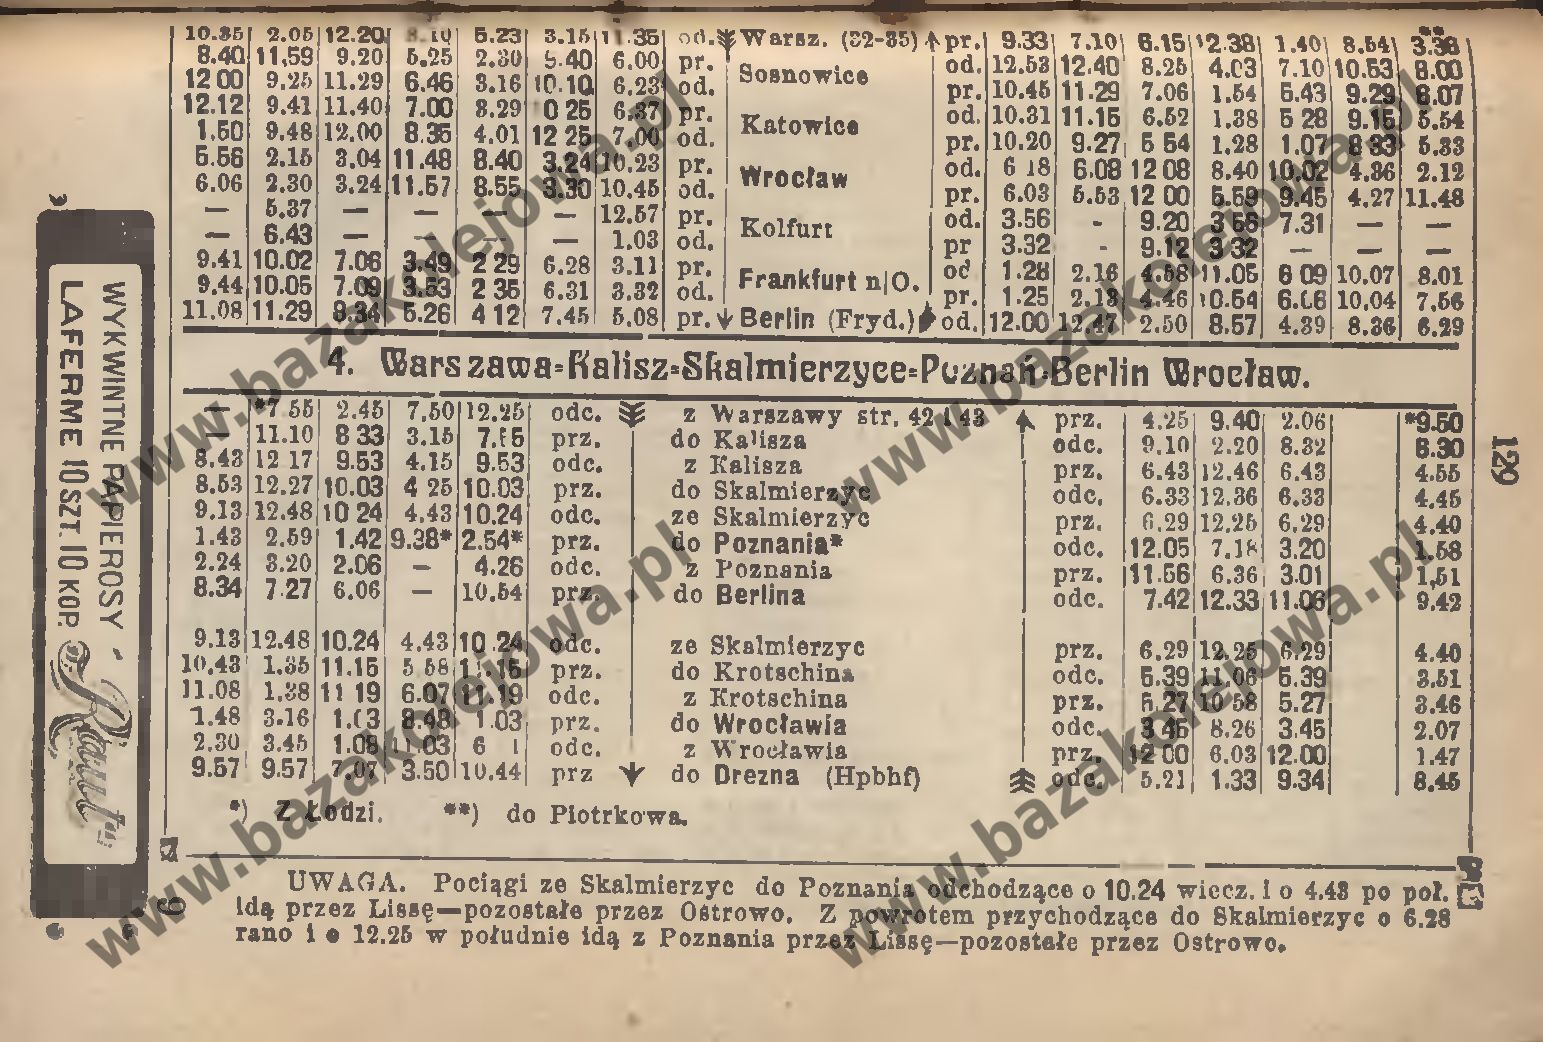 10.35 2.05 12.20 8.10 5.23 3.15 11.35 od. Warsz. (32-35) pr. 9.33 7.10 6.15 12.38 1.40 8.54 **3.38
8.40 11.59 9.20 5.25 2.30 9.40 6.00 pr. Sosnowice od. 12.53 12.40 8.25 4.03 7.10 10.53 8.00
12 00 9.25 11.29 6.46 3.16 10.10 6.23 od. pr. 10.45 11.29 7.06 1.54 5.43 9.29 6.07
12.12 9.41 11.40 7.00 3.29 0 25 6.37 pr. Katowice od. 10.31 11.15 6.52 1.38 5 28 9.15 5.54
1.50 9.48 12.00 8.35 4.01 12 25 7.00 od. pr. 10.20 9.27 5 54 1.28 1.07 8 33 5.33
5.56 2.15 3.04 11.48 8.40 3.24 10.23 pr. Wrocław od. 6 18 6.08 12 08 8.40 10.02 4.36 2.12
6.06 2.30 3.24 11.57 8.55 3.30 10.45 od. pr. 6.03 5.53 12 00 5.59 9.45 4.27 11.48
— 5.37 — — — — 12.57 pr. Kolfurt od. 3.56 - 9.20 3.56 7.31 — —
— 6.43 — — — — 1.03 od. pr 3.32 - 9.12 3.32 — — —
9.41 10.02 7.06 3.49 2 29 6.28 3.11 pr. Frankfurt n|O. od 1.28 2.16 4.58 11.05 6 09 10.07 8.01
9.44 10.05 7.09 3.53 2 35 6.31 3.32 od. pr. 1.25 2.13 4.46 10.54 6.06 10.04 7.56
11.08 11.29 8.34 5.26 4 12 7.45 5.08 pr. Berlin (Fryd.) od. 12.00 12.47 2.50 8.57 4.39 8.36 6.29
4. Warszawa-Kalisz-Skalmierzyce-Poznań-Berlin Wrocław.
— **7.55 2.45 7.50 12.25 odc. z Warszawy str. 42 i 43 prz. 4.25 9.40 2.06 *9.50
— 11.10 8 33 3.15 prz. do Kalisza odc. 9.10 2.20 8.32 6.30
8.43 12 17 9.53 4.15 9.53 odc. z Kalisza prz. 6.43 12.46 6.43 4.55
8.53 12.27 10.03 4 25 10.03 prz. do Skalmierzyc odc. 6.33 12.36 6.33 4.45
9.13 12.48 10 24 4.43 10.24 odc. ze Skalmierzyc prz. 6.29 12.25 6.29 4.40
1.43 2.59 1.42 9.38* 2.54* prz. do Poznania* odc. 12.05 7.18 3.20 1.58
2.24 3.20 2.06 — 4.26 odc. z Poznania prz. 11.56 6.36 3.01 1,51
8.34 7.27 6.06 — 10.54 prz. do Berlina odc. 7.42 12.33 11.06 9.42
9.13 12.48 10.24 4.43 10 24 odc. ze Skalmierzyc prz. 6.29 12.25 6.29 4.40
10.43 1.35 11.15 5.58 11.15 prz. do Krotschina odc. 5.39 11.06 5.39 3.51
11.08 1.38 11 19 6.07 11.19 odc. z Krotschina prz. 5.27 10 58 5.27 3.46
1.48 3.16 1.03 8.48 1.03 prz. do Wrocławia odc. 3 45 8.26 3.45 2.07
2.30 3.45 1.08 11.03 odc. z Wrocławia prz. 12 00 6.03 12.00 1.47
9.57 9.57 7.07 3.50 10.44 prz do Drezna (Hpbhf) odc. 5.21 1.33 9.34 8.45
*) Z Łodzi. **) do Piotrkowa.
UWAGA. Pociągi ze Skalmierzyc do Poznania odchodzące o 10.24 wiecz. i o 4.43 po poł.
idą przez Lissę—pozostałe przez Ostrowo. Z powrotem przychodzące do Skalmierzyc o 6.28
rano i o 12.25 w południe idą z Poznania przez Lissę—pozostałe przez Ostrowo.
129
WYKWINTNE PAPIEROSY -
LAFERME 10 SZT. 110 KOP.
www.bazakolejowa.pl
www.bazakolejowa.pl
www.bazakolejowa.pl
www.bazakolejowa.pl